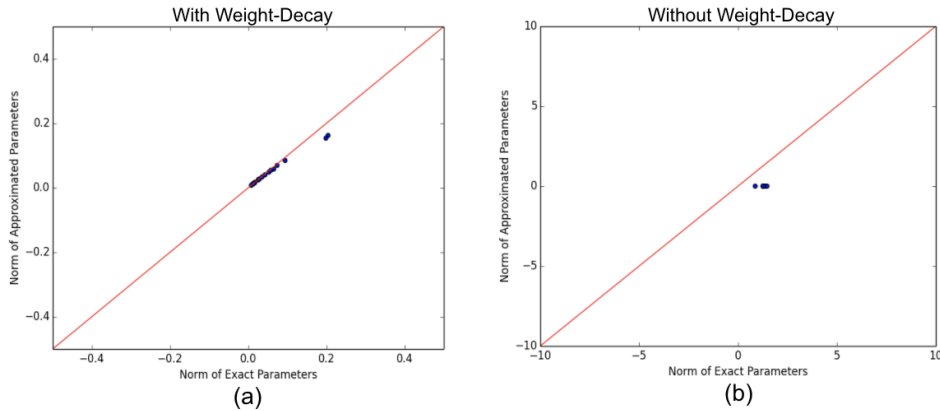 With Weight-Decay
0.4
0.2
0.0
−0.2
−0.4
Norm of Approximated Parameters
−0.4 −0.2 0.0 0.2 0.4
Norm of Exact Parameters
(a)
Without Weight-Decay
10
5
0
−5
−10
Norm of Approximated Parameters
−10 −5 0 5 10
Norm of Exact Parameters
(b)